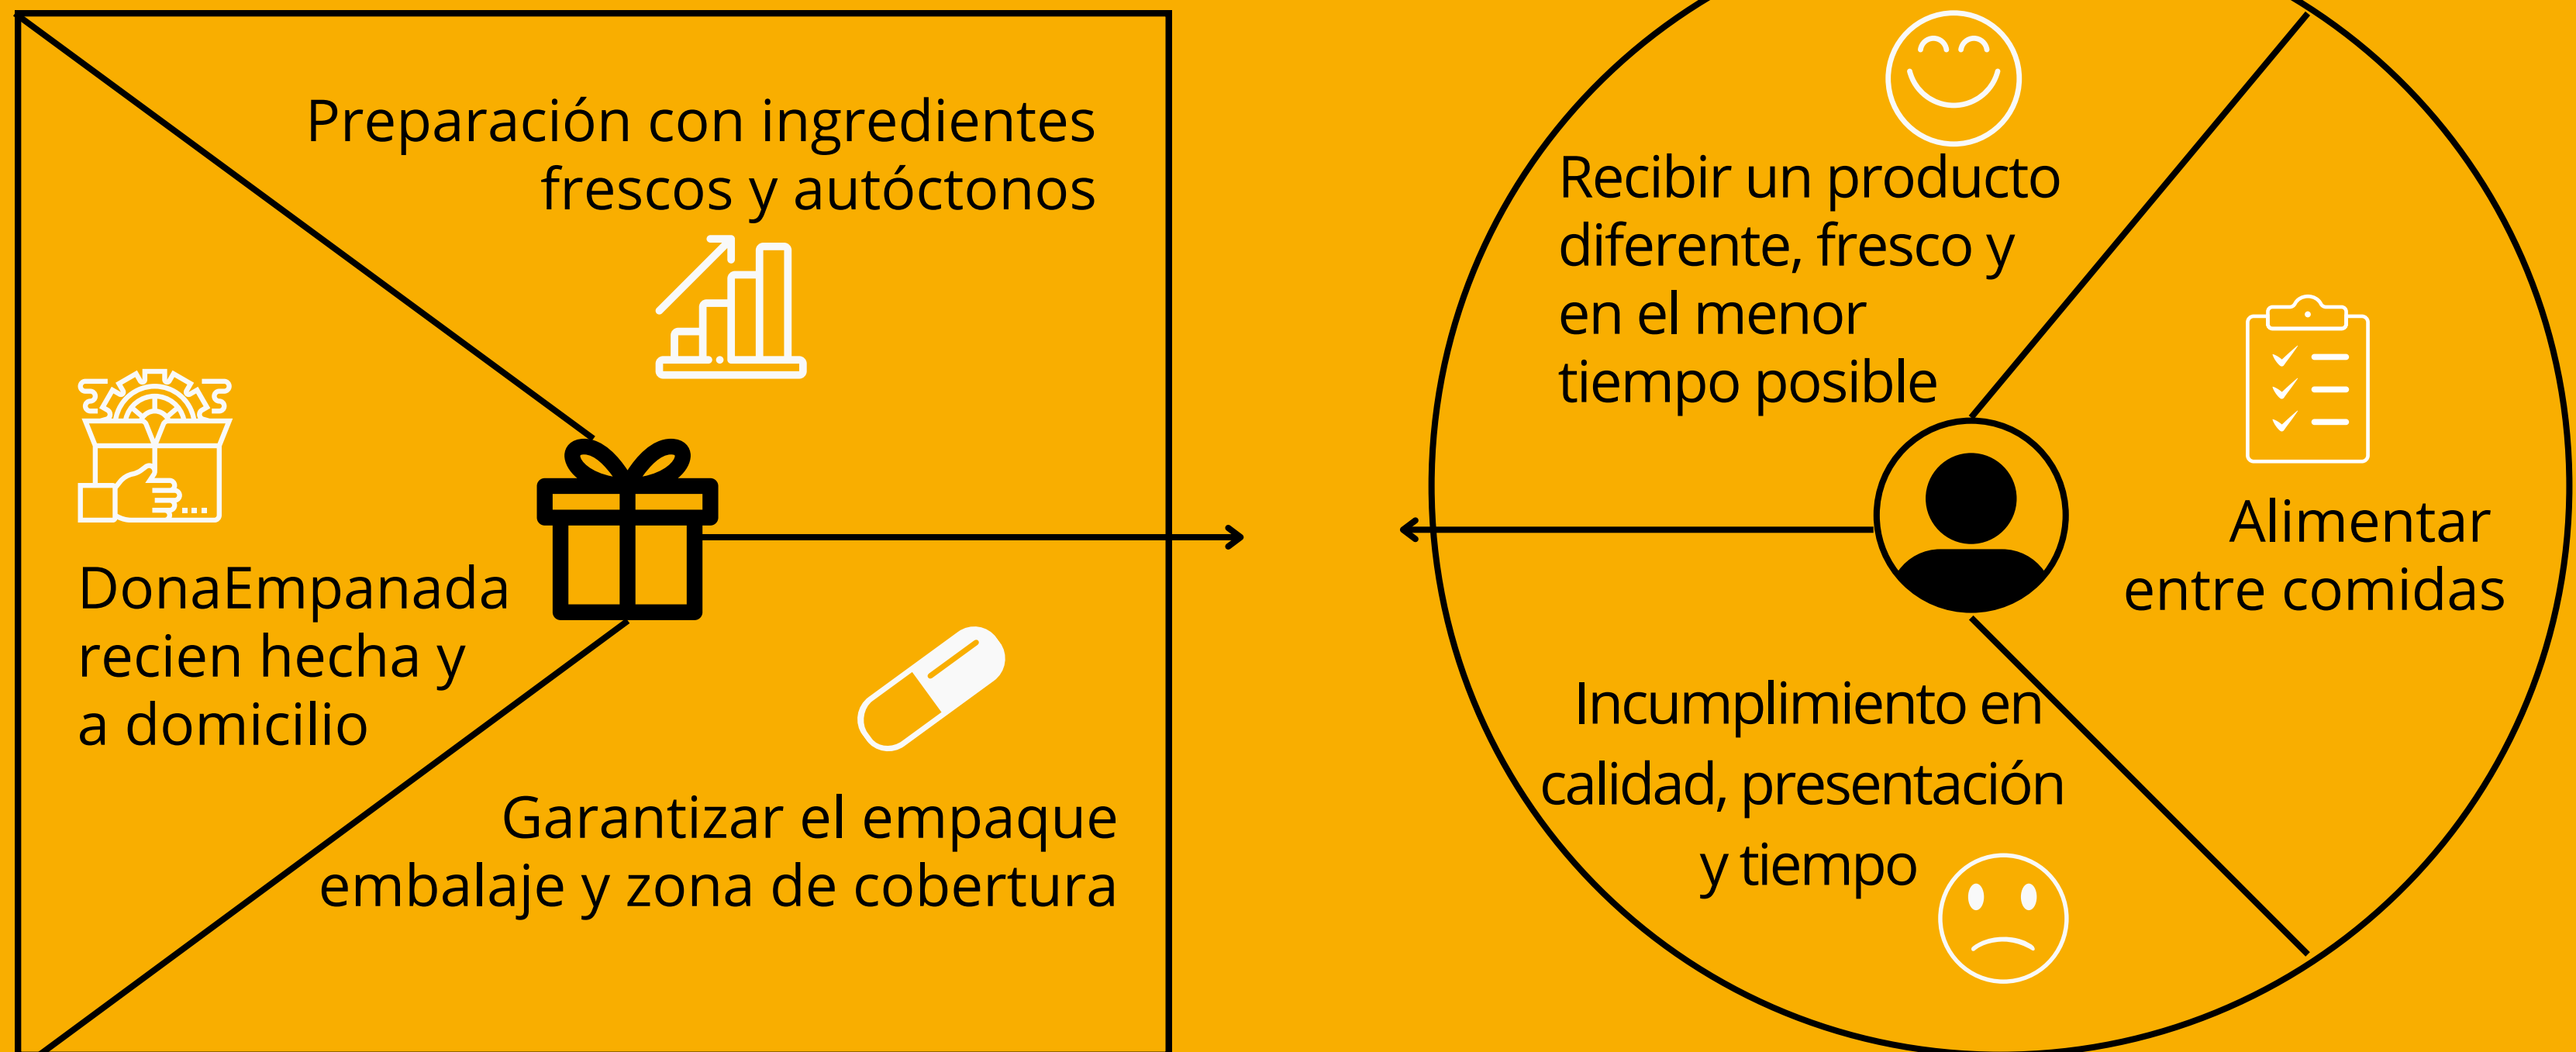 Preparación con ingredientes
frescos y autóctonos
DonaEmpanada
recien hecha y
a domicilio
Garantizar el empaque
embalaje y zona de cobertura
Recibir un producto
diferente, fresco y
en el menor
tiempo posible
Alimentar
entre comidas
Incumplimiento en
calidad, presentación
y tiempo